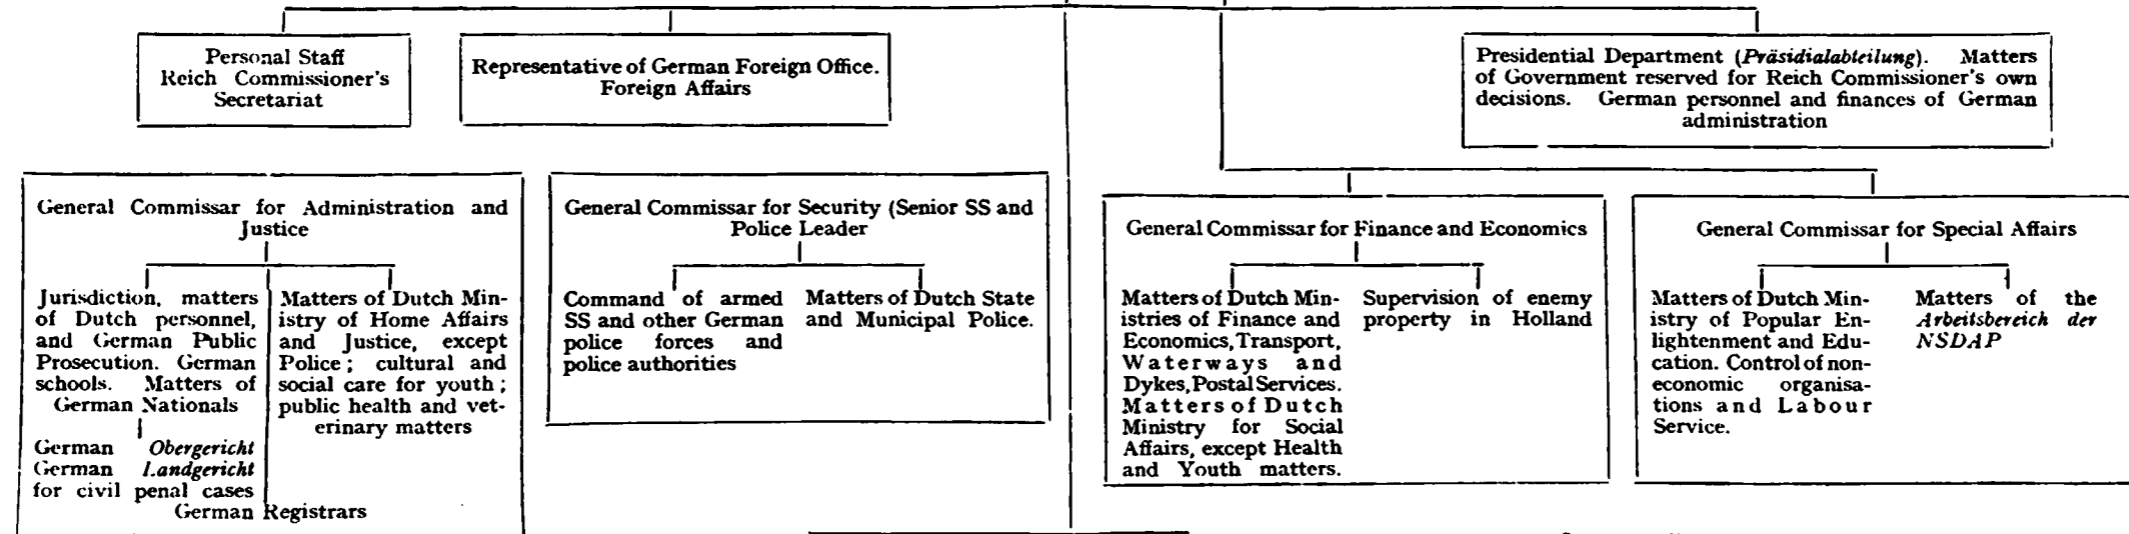 Personal Staff
Reich Commissioner's
Secretariat
Representative of German Foreign Office.
Foreign Affairs
Presidential Department (Präsidialabteilung). Matters
of Government reserved for Reich Commissioner's own
decisions. German personnel and finances of German
administration
General Commissar for Administration and
Justice
Jurisdiction, matters
of Dutch personnel,
and German Public
Prosecution. German
schools. Matters of
German Nationals
German Obergericht
German Landgericht
for civil penal cases
German Registrars
Matters of Dutch Min-
istry of Home Affairs
and Justice, except
Police; cultural and
social care for youth;
public health and vet-
erinary matters
General Commissar for Security (Senior SS and
Police Leader
Command of armed
SS and other German
police forces and
police authorities
Matters of Dutch State
and Municipal Police.
General Commissar for Finance and Economics
Matters of Dutch Min-
istries of Finance and
Economics, Transport,
Waterways and
Dykes, Postal Services.
Matters of Dutch
Ministry for Social
Affairs, except Health
and Youth matters.
Supervision of enemy
property in Holland
General Commissar for Special Affairs
Matters of Dutch Min-
istry of Popular En-
lightenment and Edu-
cation. Control of non-
economic organisa-
tions and Labour
Service.
Matters of the
Arbeitsbereich der
NSDAP